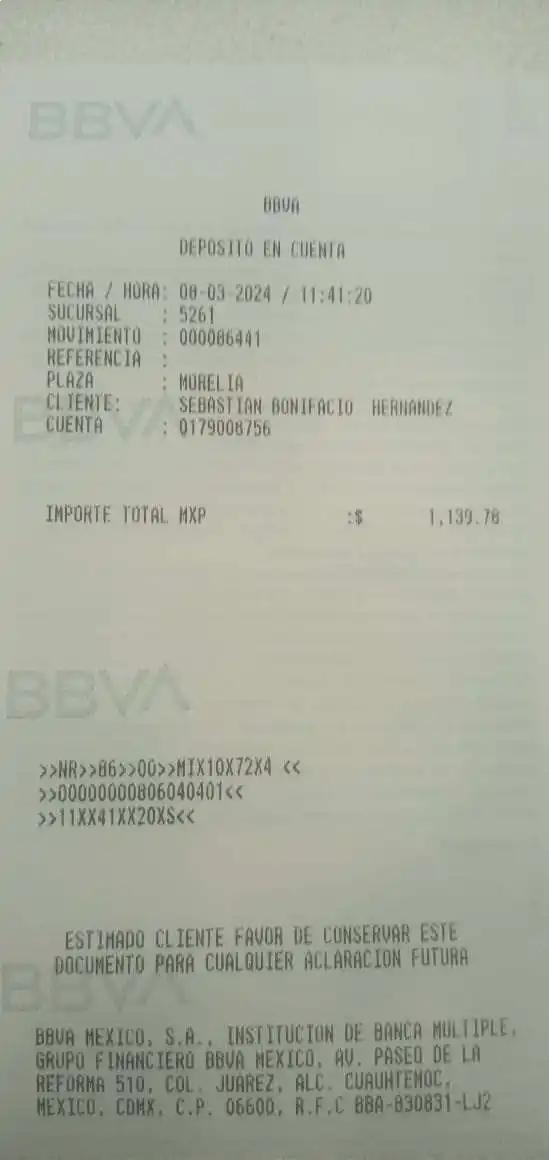 BBVA
BBVA
DEPOSITO EN CUENTA
FECHA / HORA: 08-03-2024 / 11:41:20
SUCURSAL : 5261
MOVIMIENTO : 000086441
REFERENCIA :
PLAZA : MORELIA
CLIENTE: SEBASTIAN BONIFACIO HERNANDEZ
BBVA
CUENTA : 0179008756
IMPORTE TOTAL MXP :$ 1,139.78
BBVA
>>NR>>86>>00>>MIX10X72X4 <<
>>00000000806040401<<
>>11XX41XX20XS<<
ESTIMADO CLIENTE FAVOR DE CONSERVAR ESTE
DOCUMENTO PARA CUALQUIER ACLARACION FUTURA
BBVA
BBVA MEXICO, S.A., INSTITUCION DE BANCA MULTIPLE,
GRUPO FINANCIERO BBVA MEXICO, AV. PASEO DE LA
REFORMA 510, COL. JUAREZ, ALC. CUAUHTEMOC,
MEXICO, CDMX, C.P. 06600, R.F.C BBA-830831-LJ2